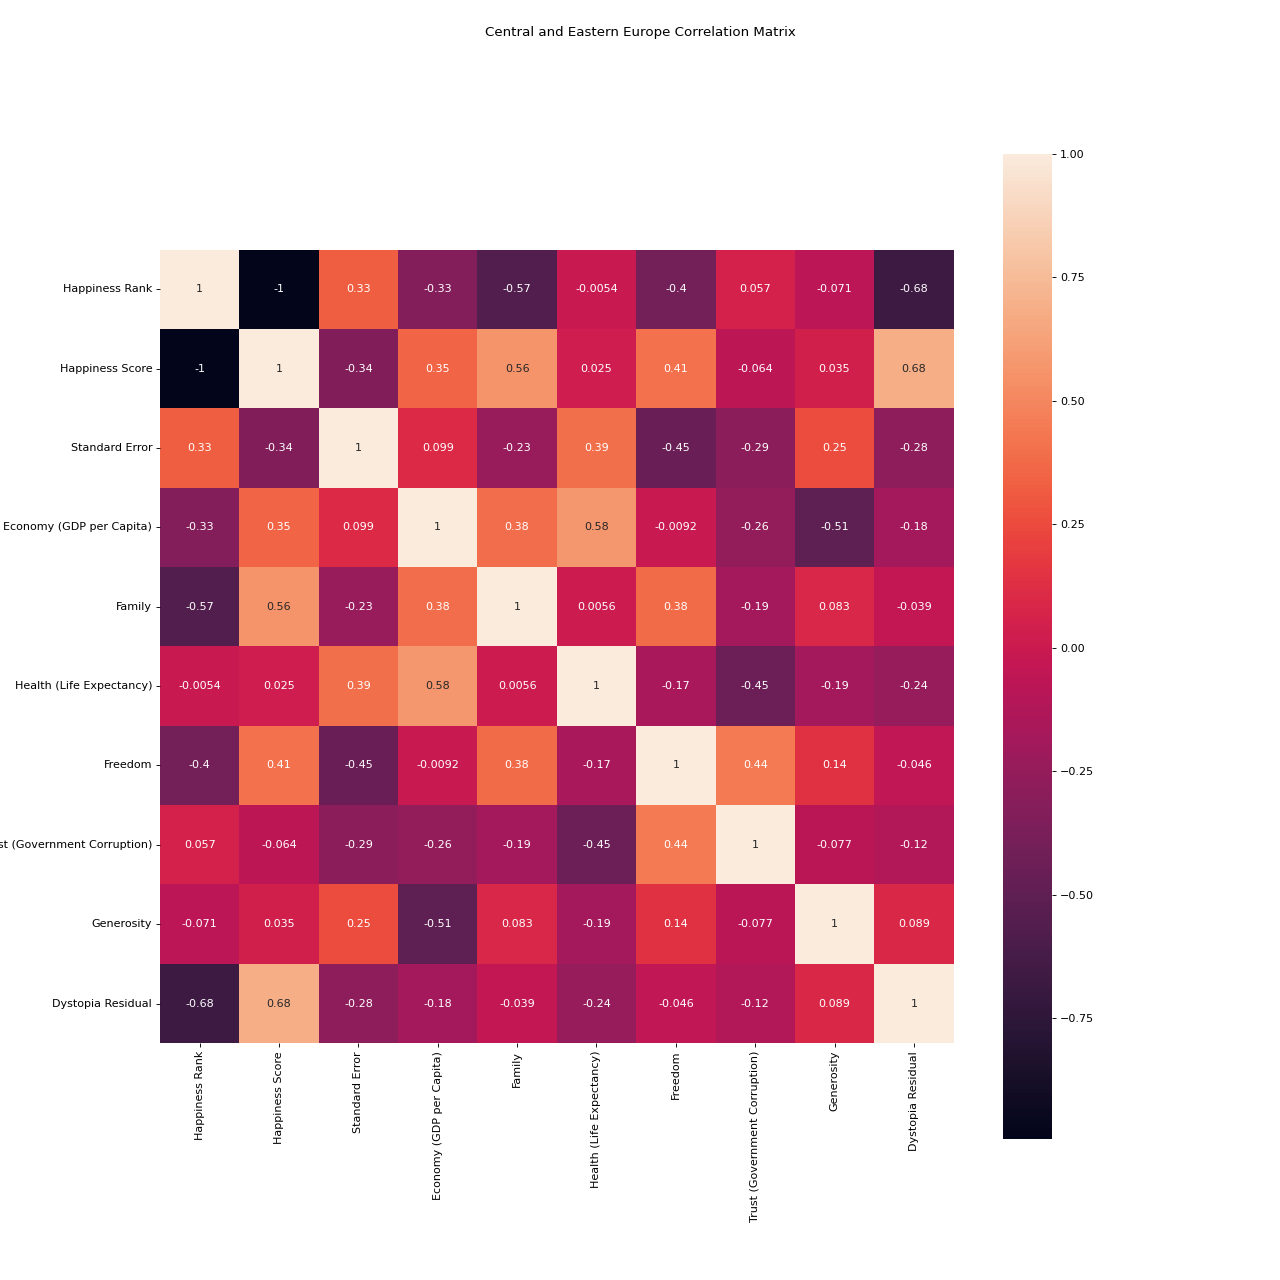 Central and Eastern Europe Correlation Matrix
Happiness Rank 1 -1 0.33 -0.33 -0.57 -0.0054 -0.4 0.057 -0.071 -0.68
Happiness Score -1 1 -0.34 0.35 0.56 0.025 0.41 -0.064 0.035 0.68
Standard Error 0.33 -0.34 1 0.099 -0.23 0.39 -0.45 -0.29 0.25 -0.28
Economy (GDP per Capita) -0.33 0.35 0.099 1 0.38 0.58 -0.0092 -0.26 -0.51 -0.18
Family -0.57 0.56 -0.23 0.38 1 0.0056 0.38 -0.19 0.083 -0.039
Health (Life Expectancy) -0.0054 0.025 0.39 0.58 0.0056 1 -0.17 -0.45 -0.19 -0.24
Freedom -0.4 0.41 -0.45 -0.0092 0.38 -0.17 1 0.44 0.14 -0.046
st (Government Corruption) 0.057 -0.064 -0.29 -0.26 -0.19 -0.45 0.44 1 -0.077 -0.12
Generosity -0.071 0.035 0.25 -0.51 0.083 -0.19 0.14 -0.077 1 0.089
Dystopia Residual -0.68 0.68 -0.28 -0.18 -0.039 -0.24 -0.046 -0.12 0.089 1
Happiness Rank
Happiness Score
Standard Error
Economy (GDP per Capita)
Family
Health (Life Expectancy)
Freedom
Trust (Government Corruption)
Generosity
Dystopia Residual
1.00
0.75
0.50
0.25
0.00
−0.25
−0.50
−0.75